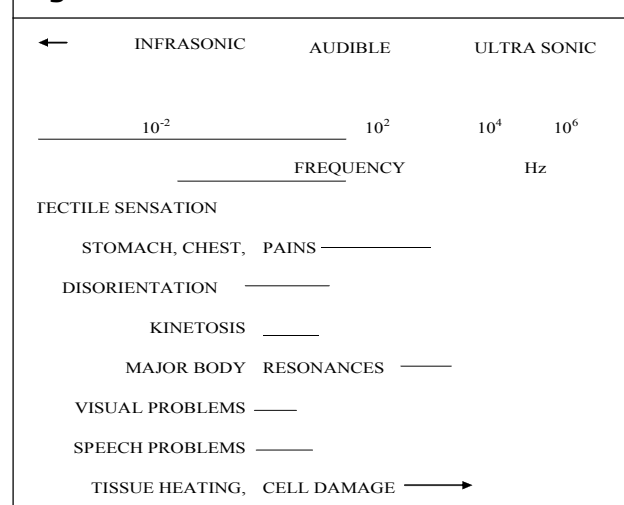 INFRASONIC AUDIBLE ULTRA SONIC
10⁻² 10² 10⁴ 10⁶
FREQUENCY Hz
TECTILE SENSATION
STOMACH, CHEST, PAINS
DISORIENTATION
KINETOSIS
MAJOR BODY RESONANCES
VISUAL PROBLEMS
SPEECH PROBLEMS
TISSUE HEATING, CELL DAMAGE